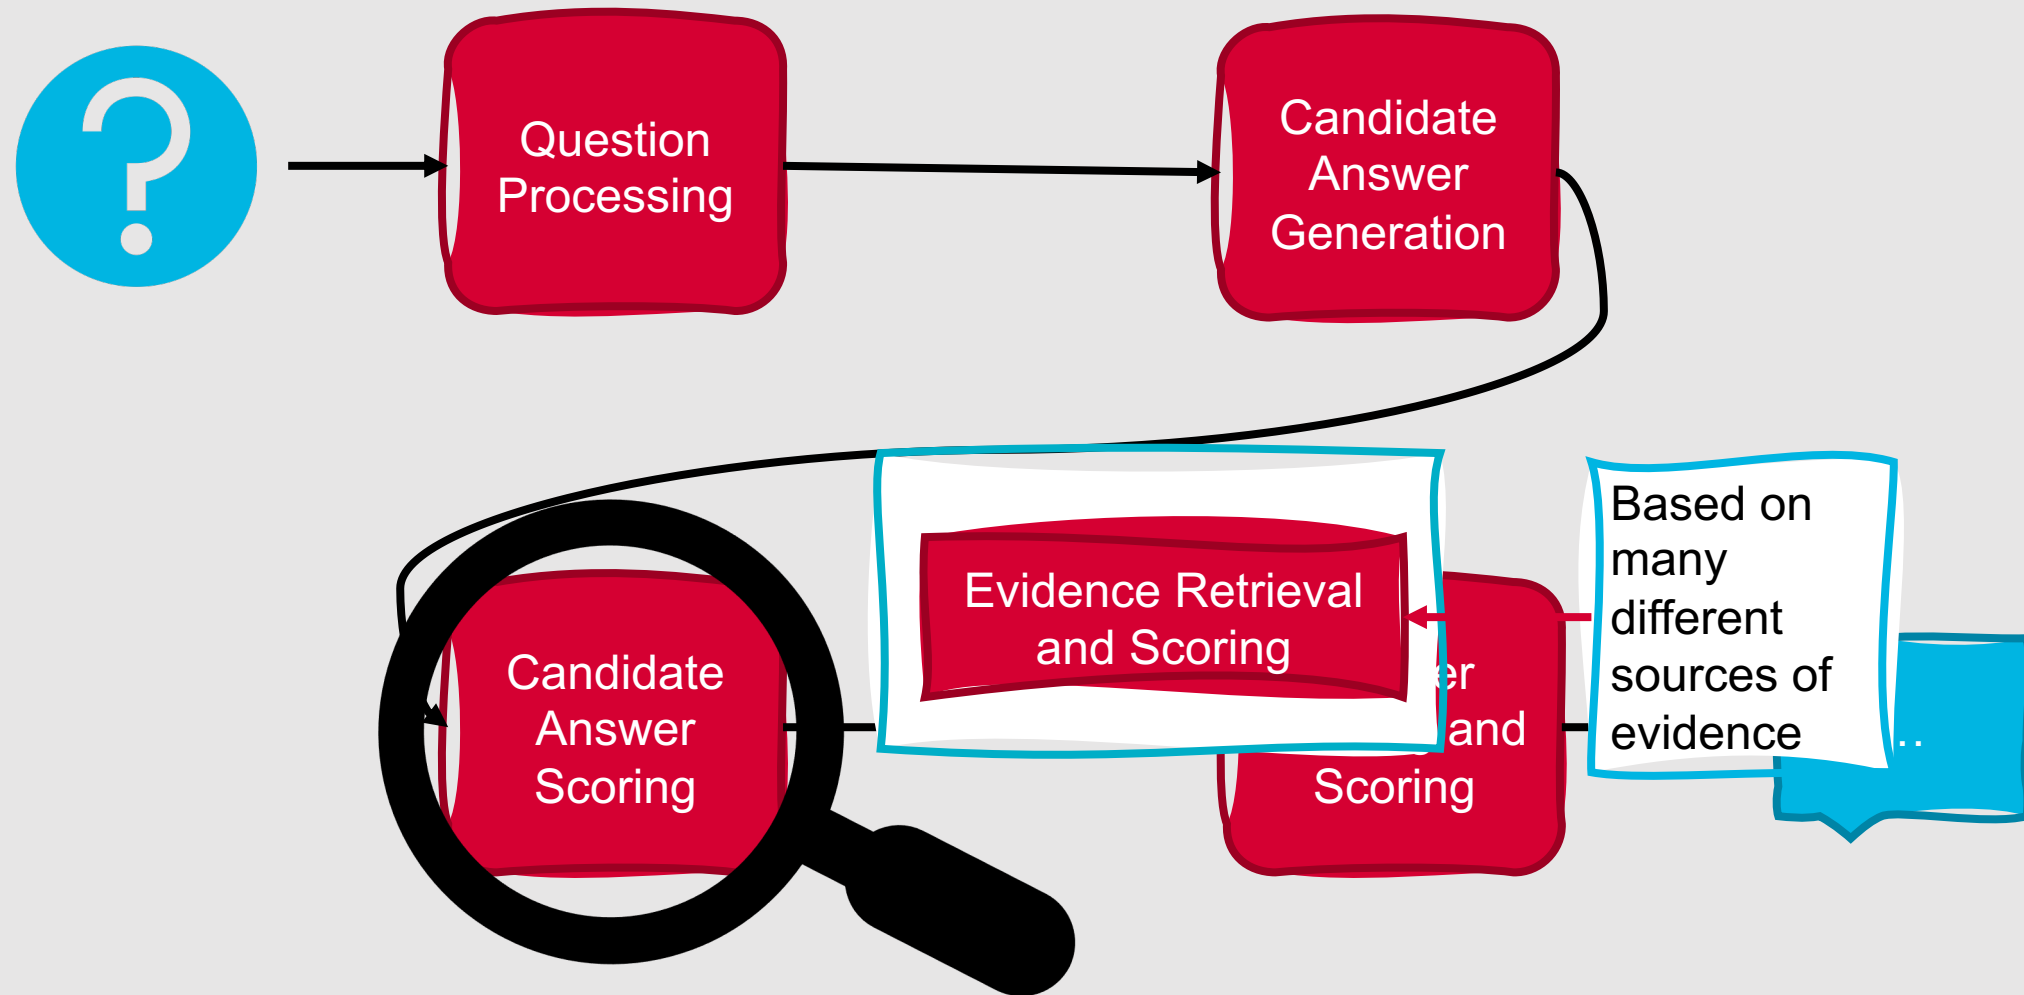 Question
Processing
Candidate
Answer
Generation
Candidate
Answer
Scoring
Evidence Retrieval
and Scoring
and
Scoring
Based on
many
different
sources of
evidence
..